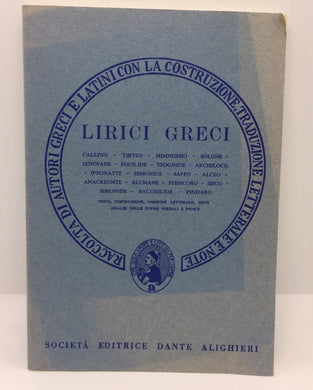 RACCOLTA DI AUTORI GRECI E LATINI CON LA COSTRUZIONE, TRADUZIONE LETTERALE E NOTE
LIRICI GRECI
CALLINO - TIRTEO - MIMNERMO - SOLONE -
SENOFANE - FOCILIDE - TEOGNIDE - ARCHILOCO
- IPPONATTE - SEMONIDE - SAFFO - ALCEO -
ANACREONTE - ALCMANE - STESICORO - IBICO -
SIMONIDE - BACCHILIDE - PINDARO
TESTO, COSTRUZIONE, VERSIONE LETTERALE, NOTE
ANALISI DELLE FORME VERBALI E INDICE
SOCIETÀ EDITRICE DANTE ALIGHIERI